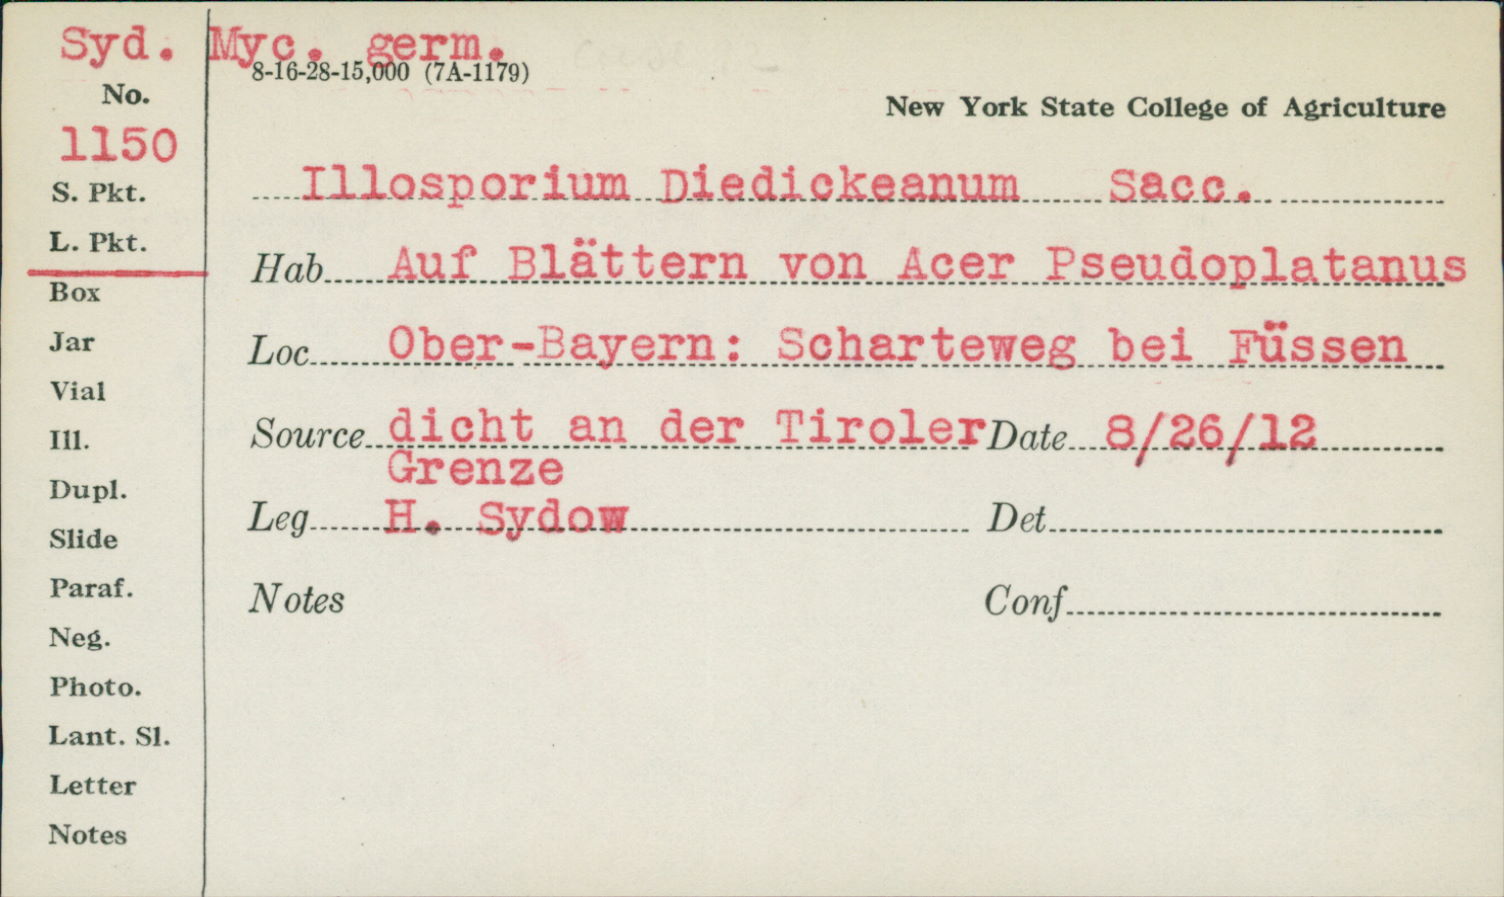 Syd. Myc. germ.
8-16-28-15,000 (7A-1179)
No.
New York State College of Agriculture
1150
S. Pkt.
Illosporium Diedickeanum Sacc.
L. Pkt.
Hab Auf Blättern von Acer Pseudoplatanus
Box
Jar
Loc Ober-Bayern: Scharteweg bei Füssen
Vial
Ill.
Source dicht an der Tiroler Date 8/26/12
Grenze
Dupl.
Leg H. Sydow Det
Slide
Paraf.
Notes Conf
Neg.
Photo.
Lant. Sl.
Letter
Notes